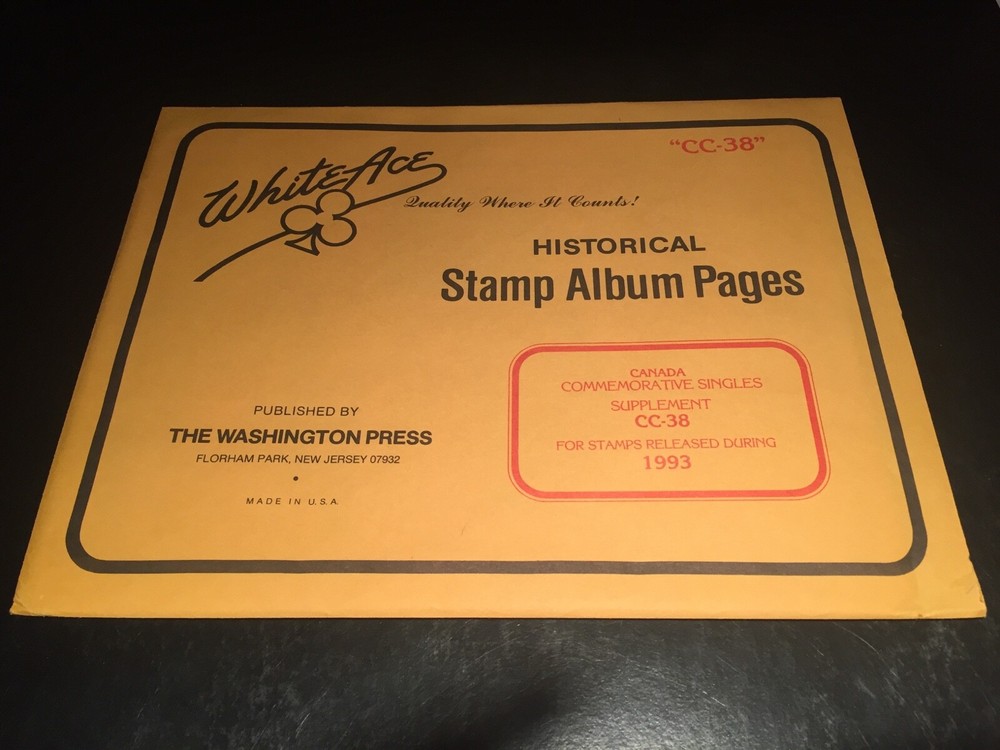 "CC-38"
White Ace
Quality Where It Counts!
HISTORICAL
Stamp Album Pages
CANADA
COMMEMORATIVE SINGLES
SUPPLEMENT
CC-38
FOR STAMPS RELEASED DURING
1993
PUBLISHED BY
THE WASHINGTON PRESS
FLORHAM PARK, NEW JERSEY 07932
•
MADE IN U.S.A.